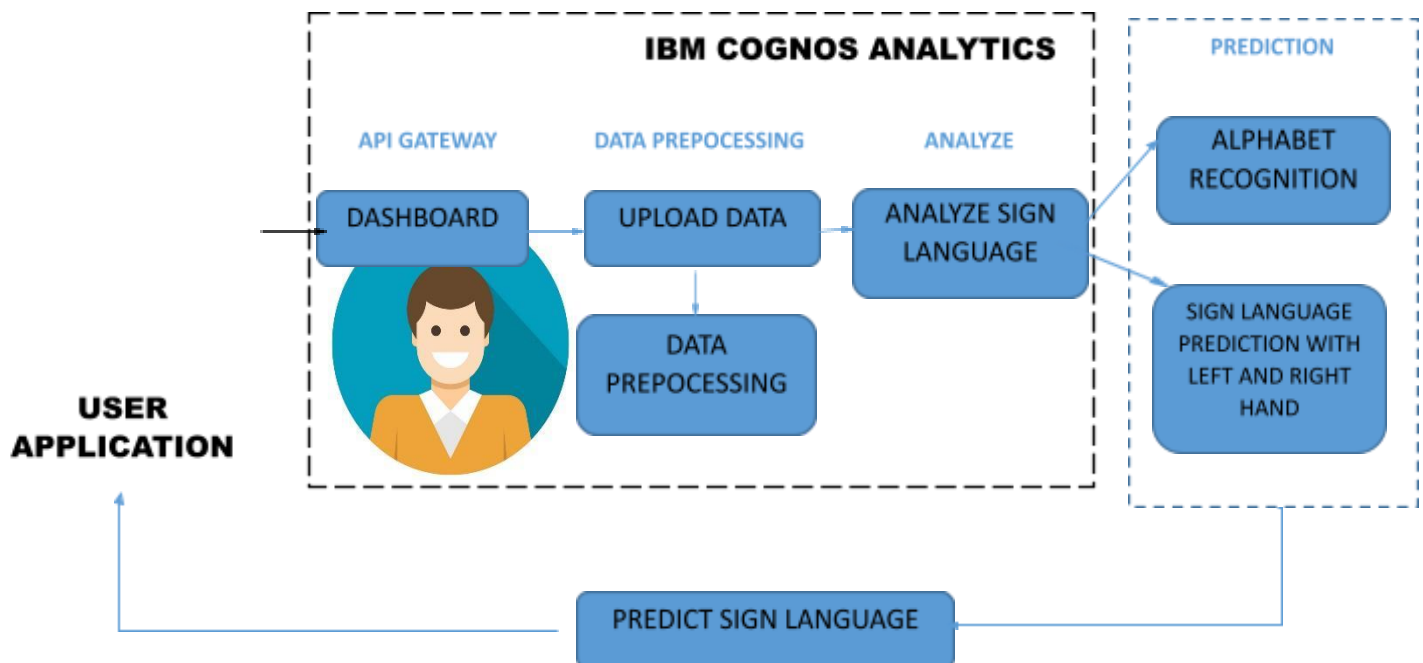 IBM COGNOS ANALYTICS
PREDICTION
API GATEWAY
DATA PREPOCESSING
ANALYZE
DASHBOARD
UPLOAD DATA
ANALYZE SIGN
LANGUAGE
ALPHABET
RECOGNITION
DATA
PREPOCESSING
SIGN LANGUAGE
PREDICTION WITH
LEFT AND RIGHT
HAND
USER
APPLICATION
PREDICT SIGN LANGUAGE